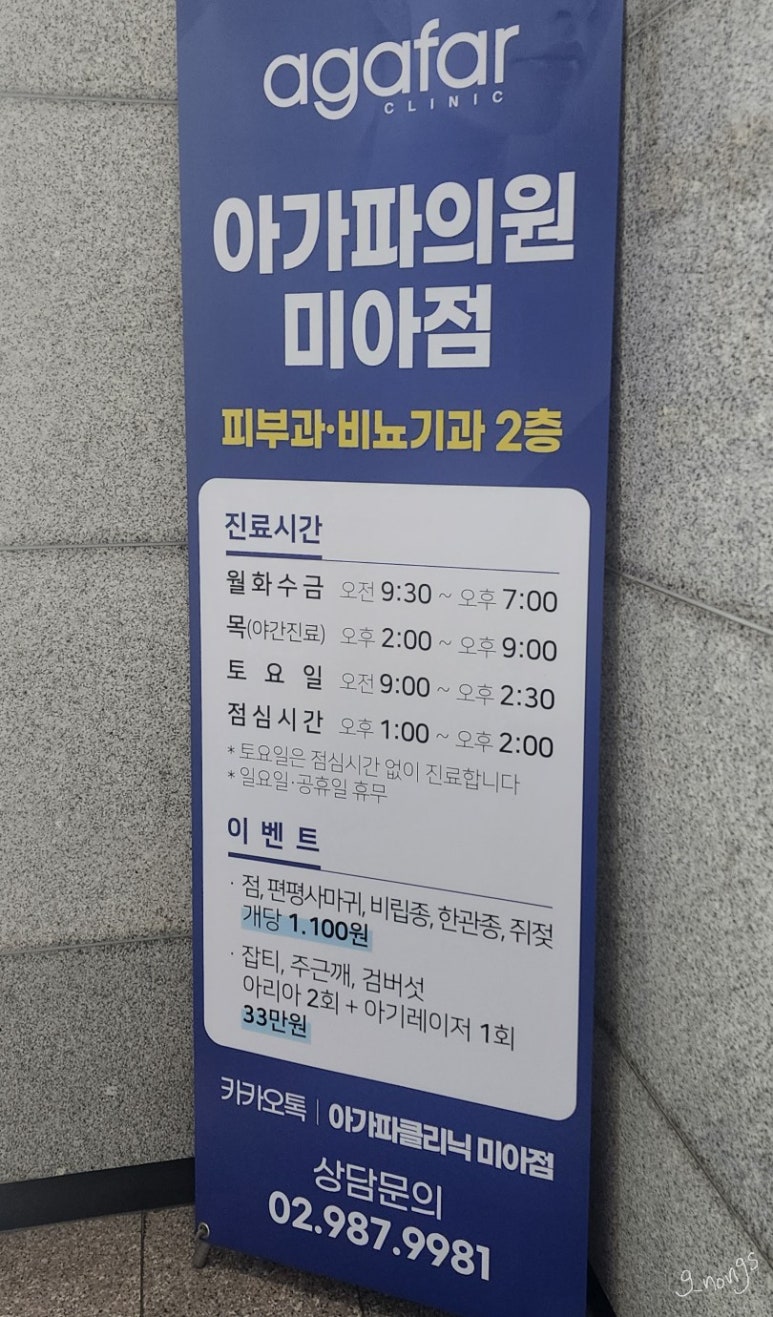 agafar
CLINIC
아가파의원
미아점
피부과·비뇨기과 2층
진료시간
월화수금 오전 9:30 ~ 오후 7:00
목(야간진료) 오후 2:00 ~ 오후 9:00
토요일 오전 9:00 ~ 오후 2:30
점심시간 오후 1:00 ~ 오후 2:00
* 토요일은 점심시간 없이 진료합니다
* 일요일·공휴일 휴무
이벤트
· 점, 편평사마귀, 비립종, 한관종, 쥐젖
개당 1.100원
· 잡티, 주근깨, 검버섯
아리아 2회 + 아기레이저 1회
33만원
카카오톡 | 아가파클리닉 미아점
상담문의
02.987.9981
g_nongs